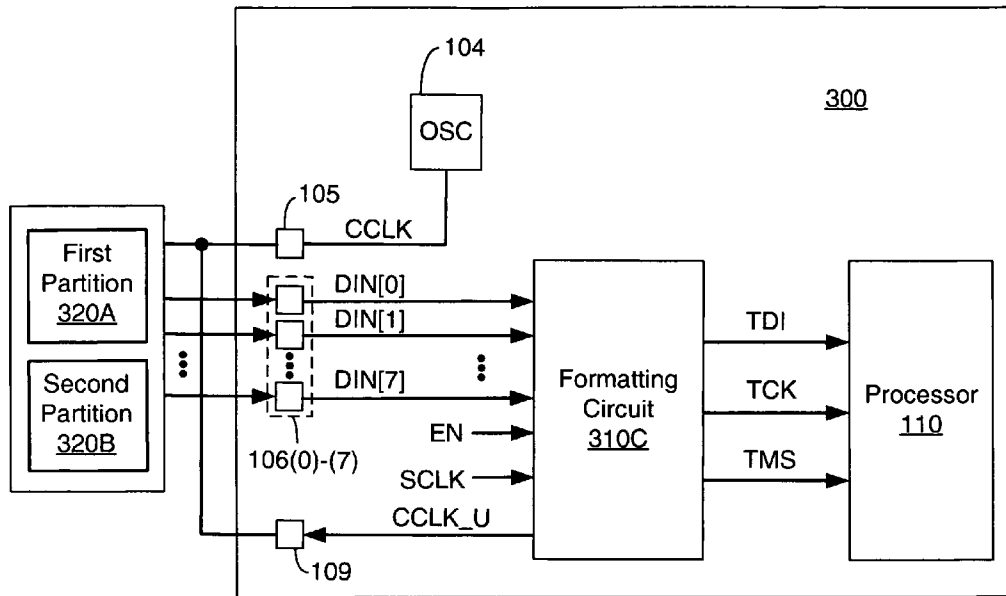 104
OSC
300
105
CCLK
First
Partition
320A
Second
Partition
320B
DIN[0]
DIN[1]
DIN[7]
106(0)-(7)
EN
SCLK
CCLK_U
109
Formatting
Circuit
310C
TDI
TCK
TMS
Processor
110